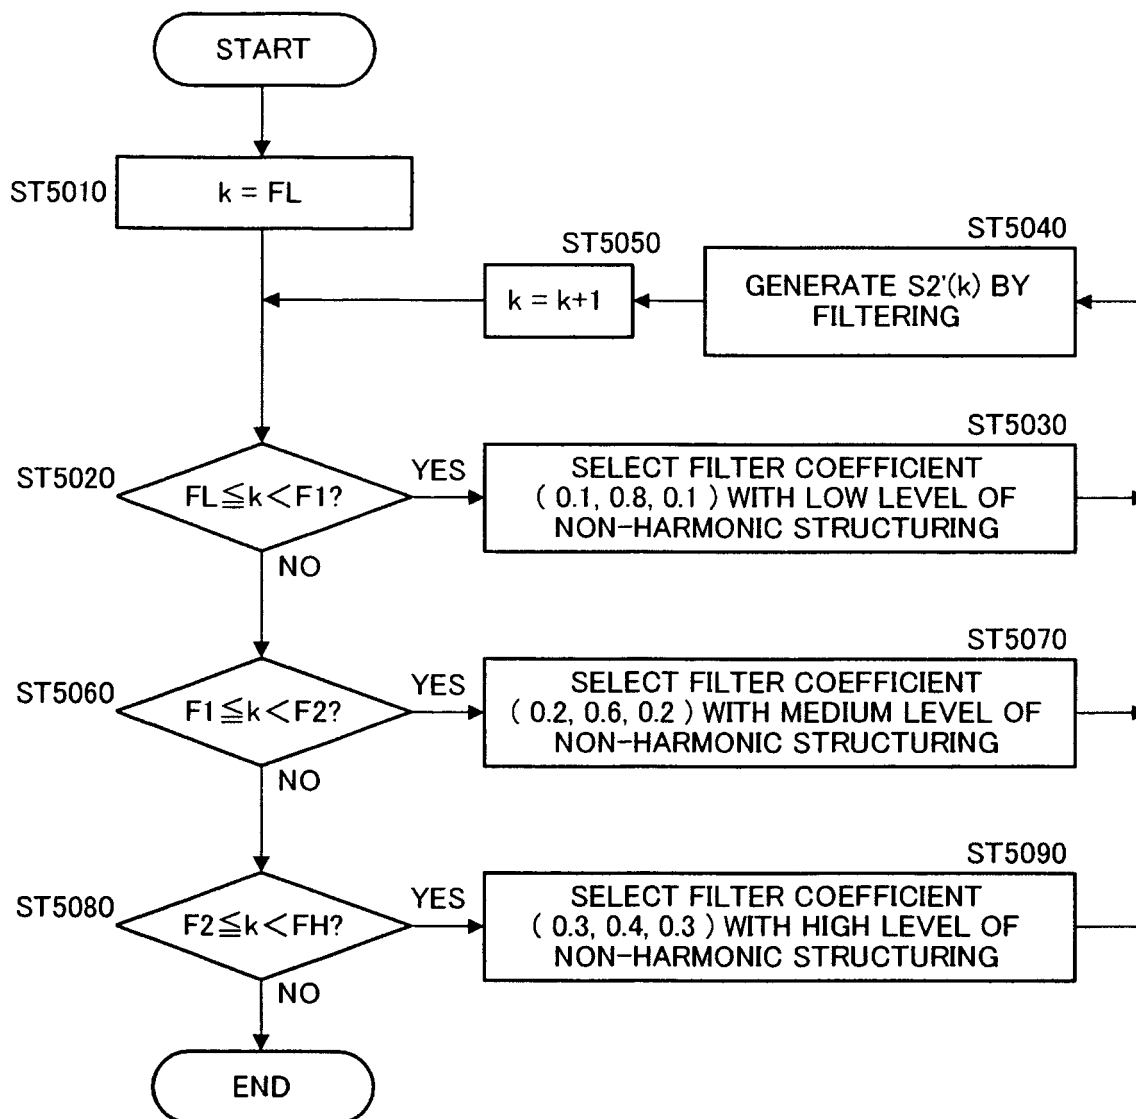 START
ST5010
k = FL
ST5050
k = k+1
ST5040
GENERATE S2'(k) BY
FILTERING
ST5020
FL≦k<F1?
YES
NO
ST5030
SELECT FILTER COEFFICIENT
( 0.1, 0.8, 0.1 ) WITH LOW LEVEL OF
NON-HARMONIC STRUCTURING
ST5060
F1≦k<F2?
YES
NO
ST5070
SELECT FILTER COEFFICIENT
( 0.2, 0.6, 0.2 ) WITH MEDIUM LEVEL OF
NON-HARMONIC STRUCTURING
ST5080
F2≦k<FH?
YES
NO
ST5090
SELECT FILTER COEFFICIENT
( 0.3, 0.4, 0.3 ) WITH HIGH LEVEL OF
NON-HARMONIC STRUCTURING
END